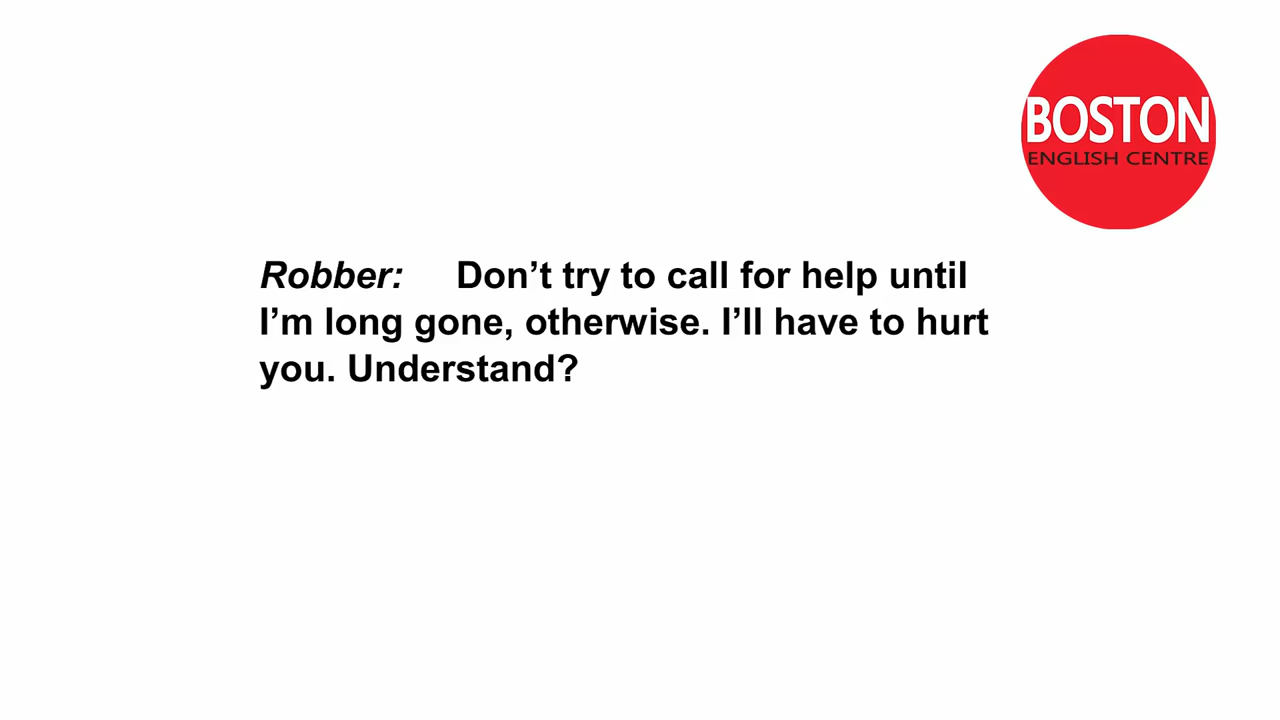 BOSTON
ENGLISH CENTRE
Robber: Don’t try to call for help until
I’m long gone, otherwise. I’ll have to hurt
you. Understand?